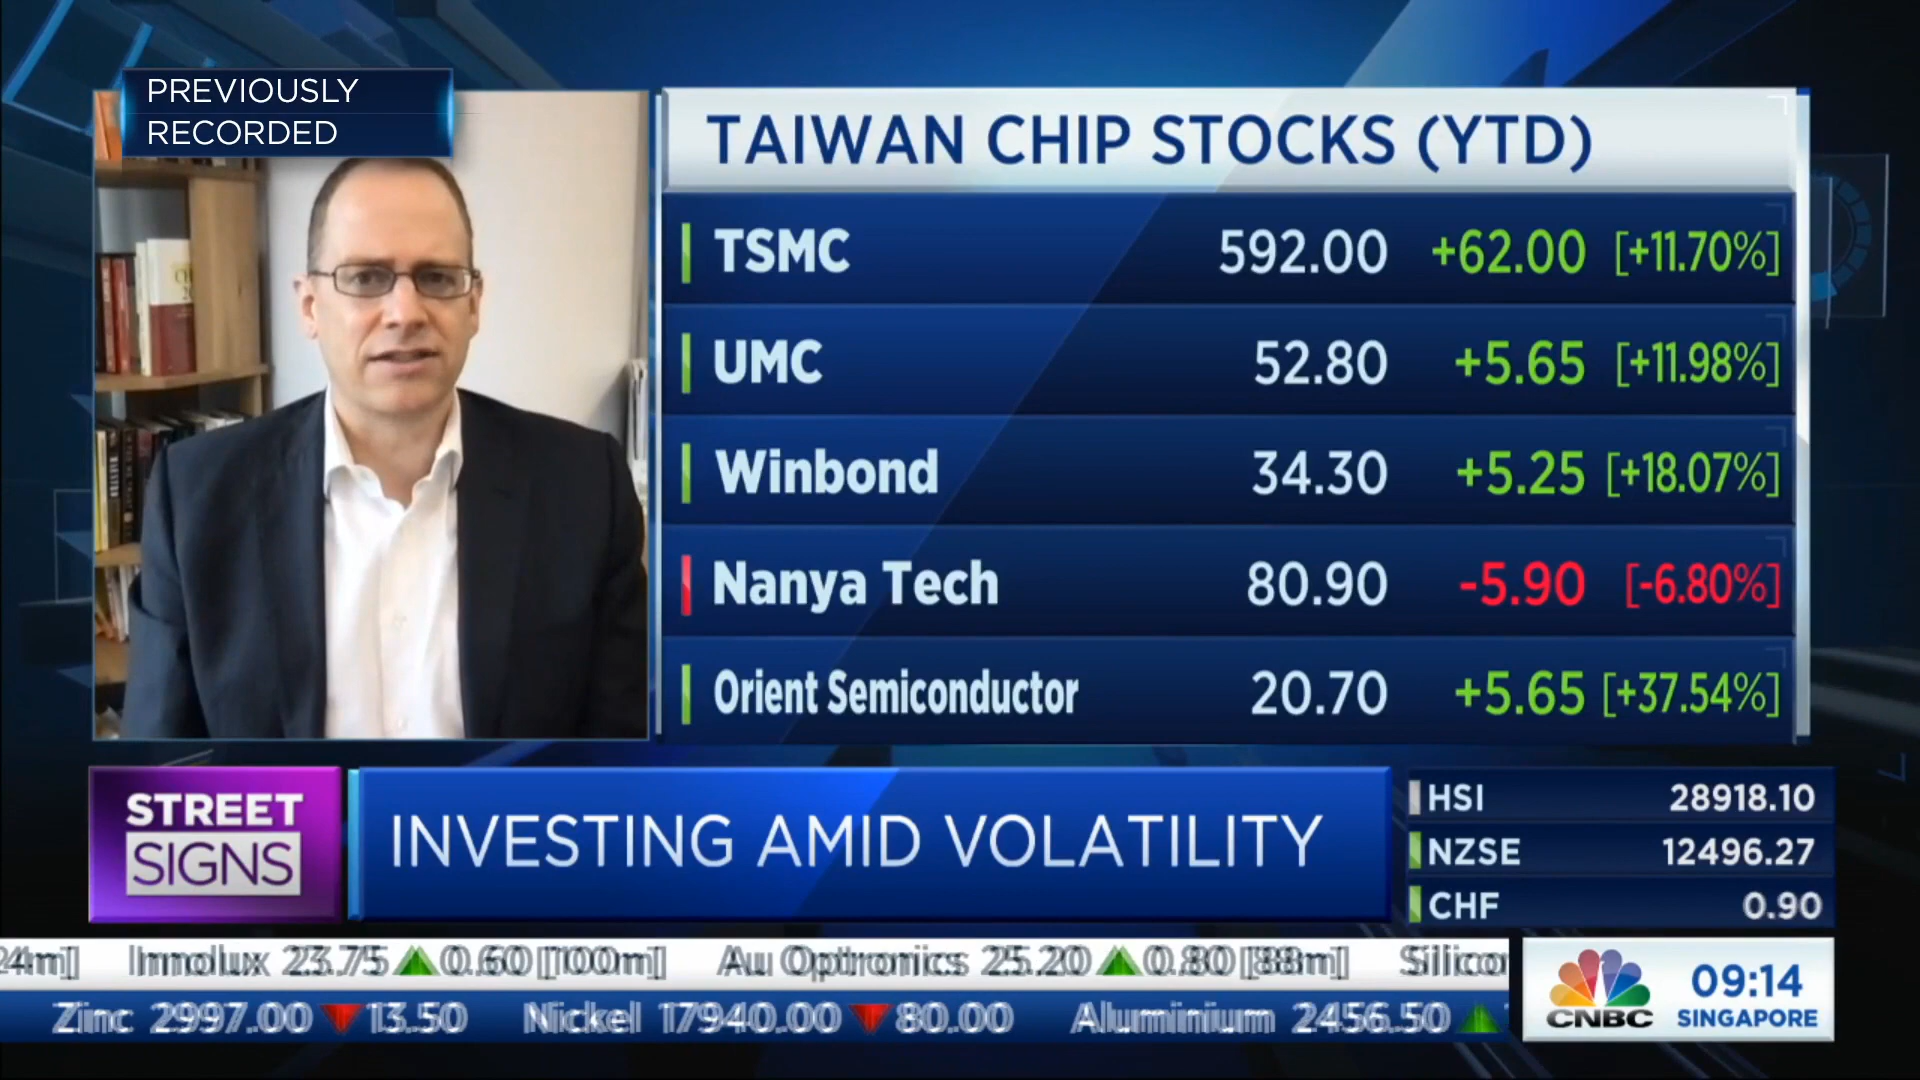 PREVIOUSLY
RECORDED
TAIWAN CHIP STOCKS (YTD)
TSMC 592.00 +62.00 [+11.70%]
UMC 52.80 +5.65 [+11.98%]
Winbond 34.30 +5.25 [+18.07%]
Nanya Tech 80.90 -5.90 [-6.80%]
Orient Semiconductor 20.70 +5.65 [+37.54%]
STREET
SIGNS
INVESTING AMID VOLATILITY
HSI 28918.10
NZSE 12496.27
CHF 0.90
24m] Innolux 23.75 ▲ 0.60 [100m] Au Optronics 25.20 ▲ 0.80 [88m] Silicon
Zinc 2997.00 ▼ 13.50 Nickel 17940.00 ▼ 80.00 Aluminium 2456.50 ▲
CNBC
09:14
SINGAPORE